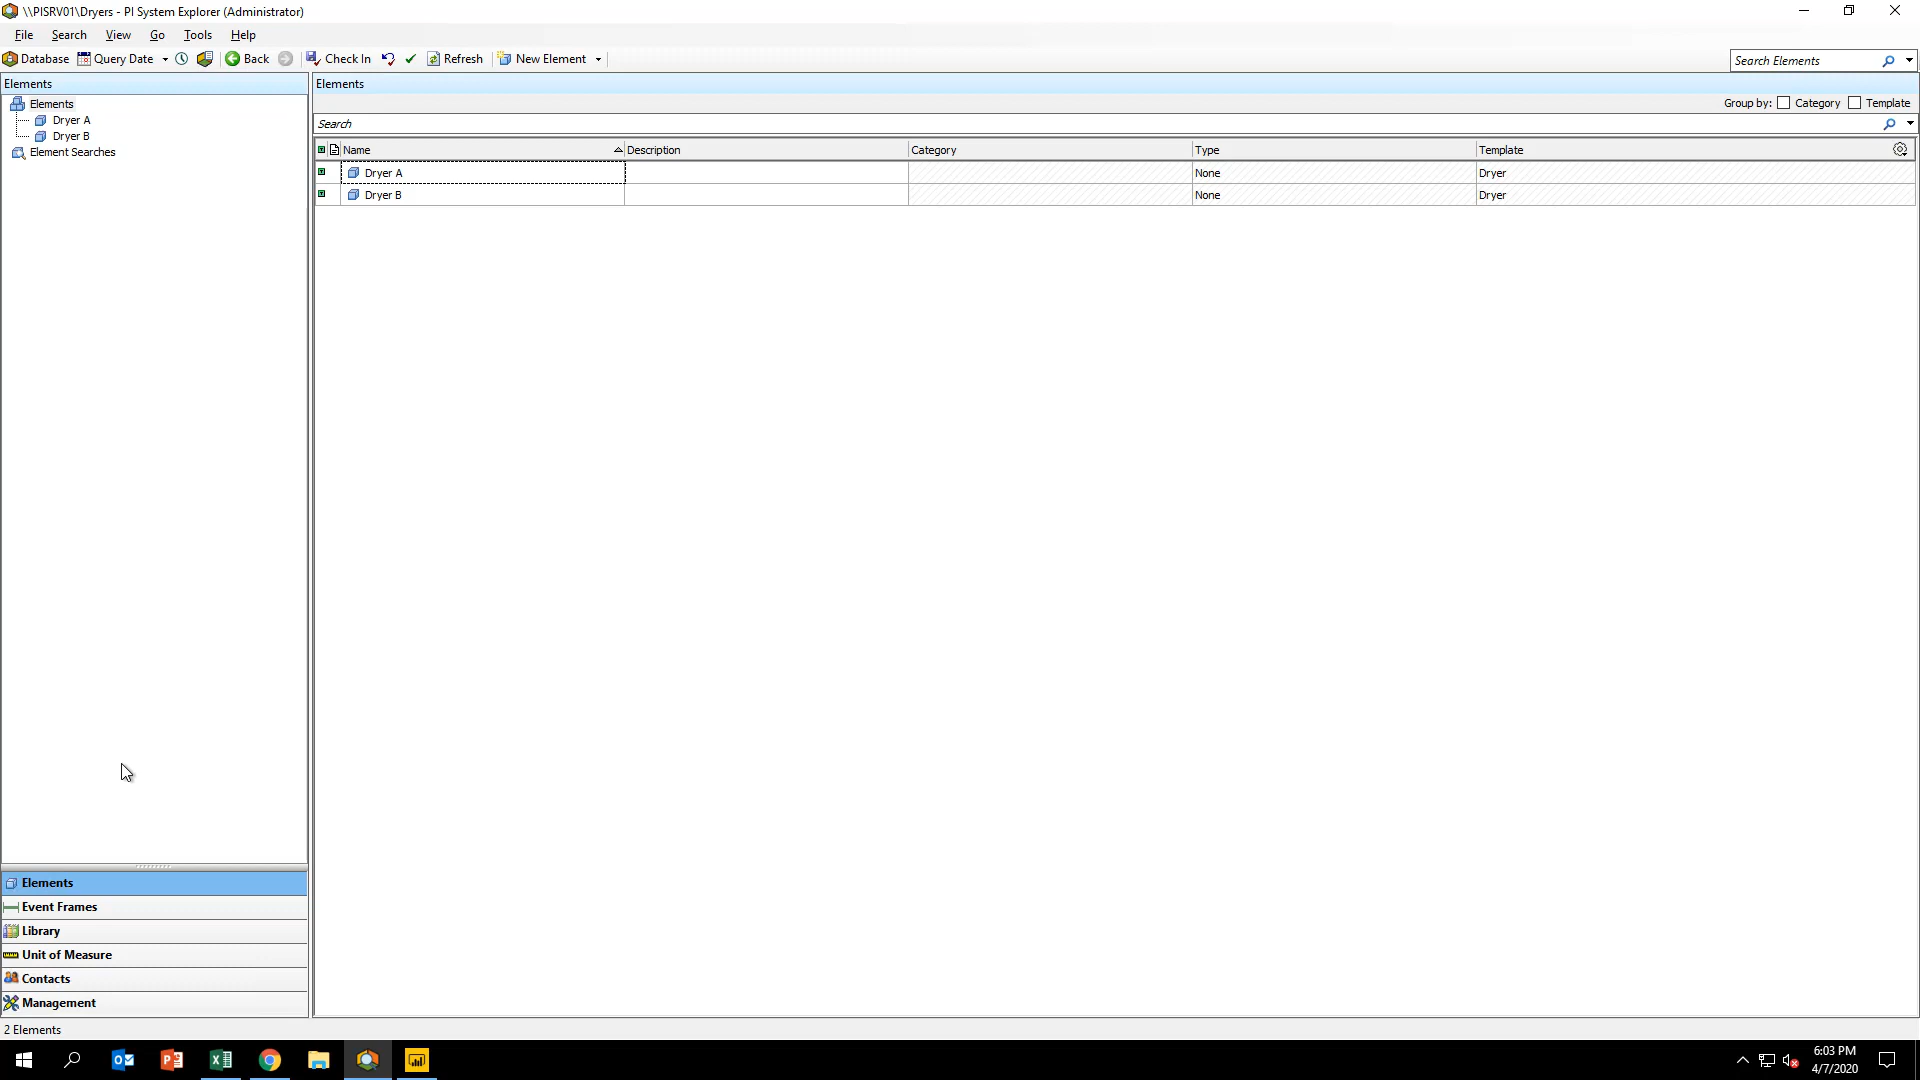 \\PISRV01\Dryers - PI System Explorer (Administrator)
File Search View Go Tools Help
Database Query Date Back Check In Refresh New Element Search Elements
Elements Elements
Elements
Dryer A
Dryer B
Element Searches
Group by: Category Template
Search
Name Description Category Type Template
Dryer A None Dryer
Dryer B None Dryer
Elements
Event Frames
Library
Unit of Measure
Contacts
Management
2 Elements
6:03 PM
4/7/2020